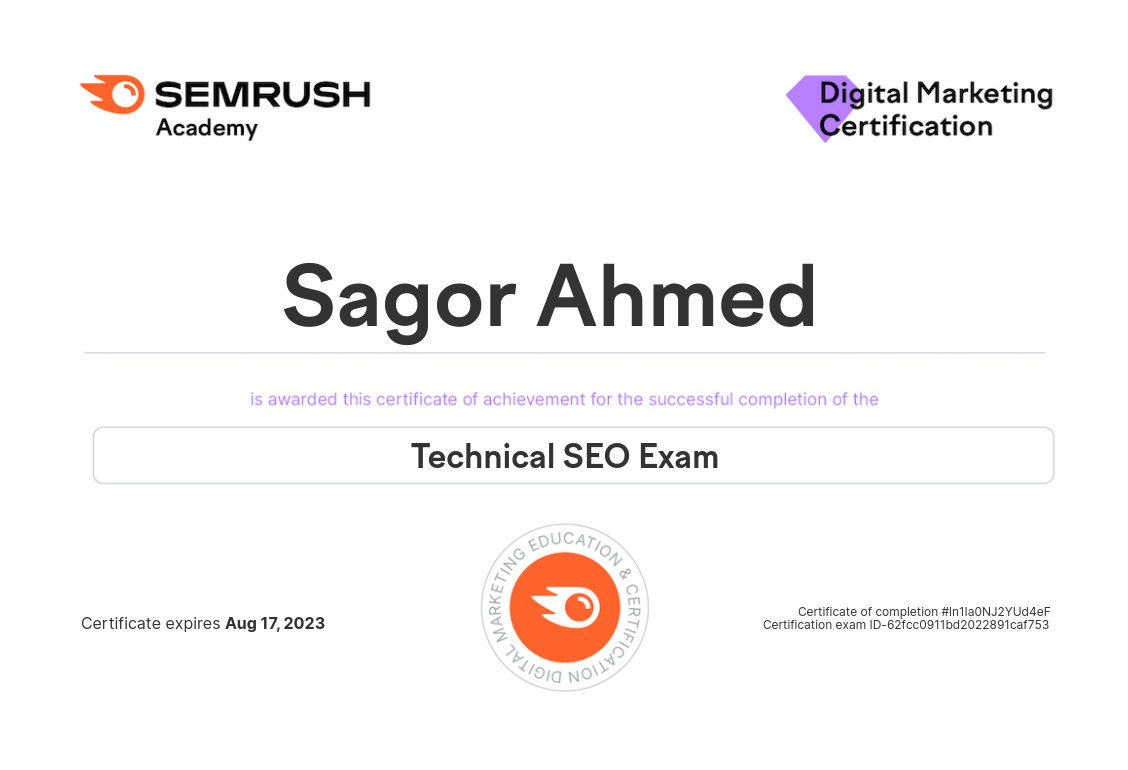 SEMRUSH
Academy
Digital Marketing
Certification
Sagor Ahmed
is awarded this certificate of achievement for the successful completion of the
Technical SEO Exam
DIGITAL MARKETING EDUCATION & CERTIFICATION
Certificate expires Aug 17, 2023
Certificate of completion #ln1la0NJ2YUd4eF
Certification exam ID-62fcc0911bd2022891caf753